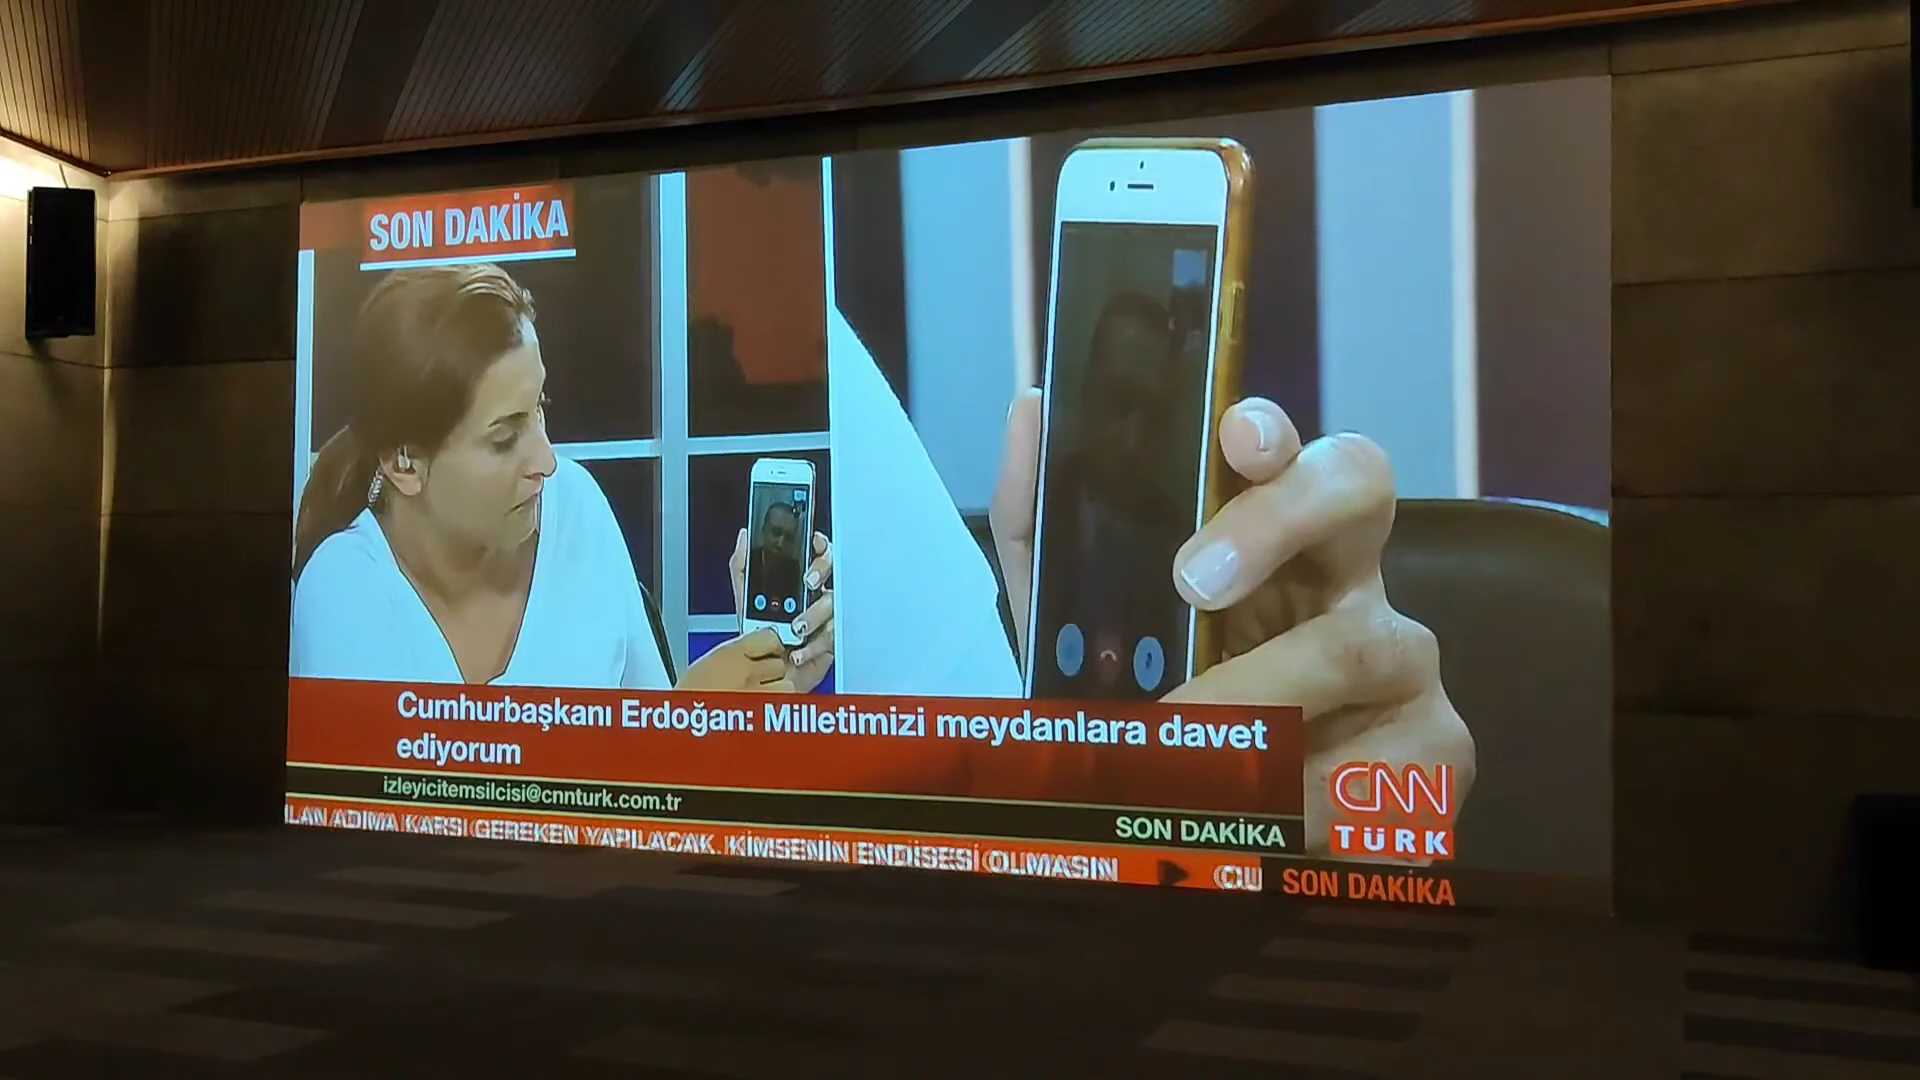 SON DAKİKA
Cumhurbaşkanı Erdoğan: Milletimizi meydanlara davet
ediyorum
izleyicitemsilcisi@cnnturk.com.tr
SON DAKİKA
CNN
TÜRK
ADIMA KARŞI GEREKEN YAPILACAK. KİMSENİN ENDİŞESİ OLMASIN
SON DAKİKA